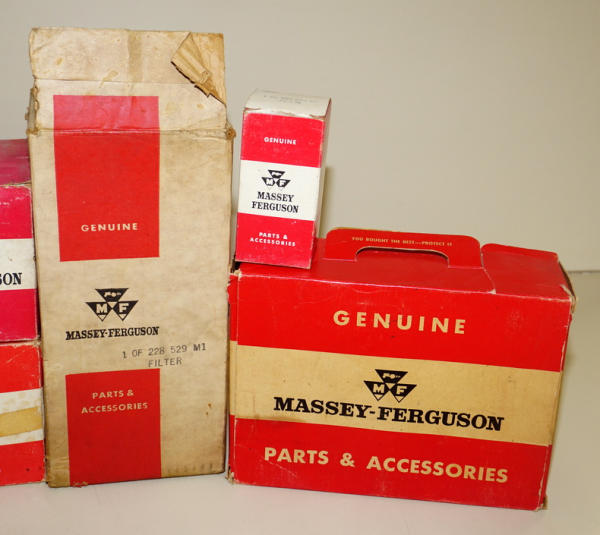 SON
GENUINE
MF
MASSEY-FERGUSON
1 OF 228 529 M1
FILTER
PARTS &
ACCESSORIES
GENUINE
MF
MASSEY
FERGUSON
PARTS &
ACCESSORIES
YOU BOUGHT THE BEST—PROTECT IT
GENUINE
MF
MASSEY-FERGUSON
PARTS & ACCESSORIES